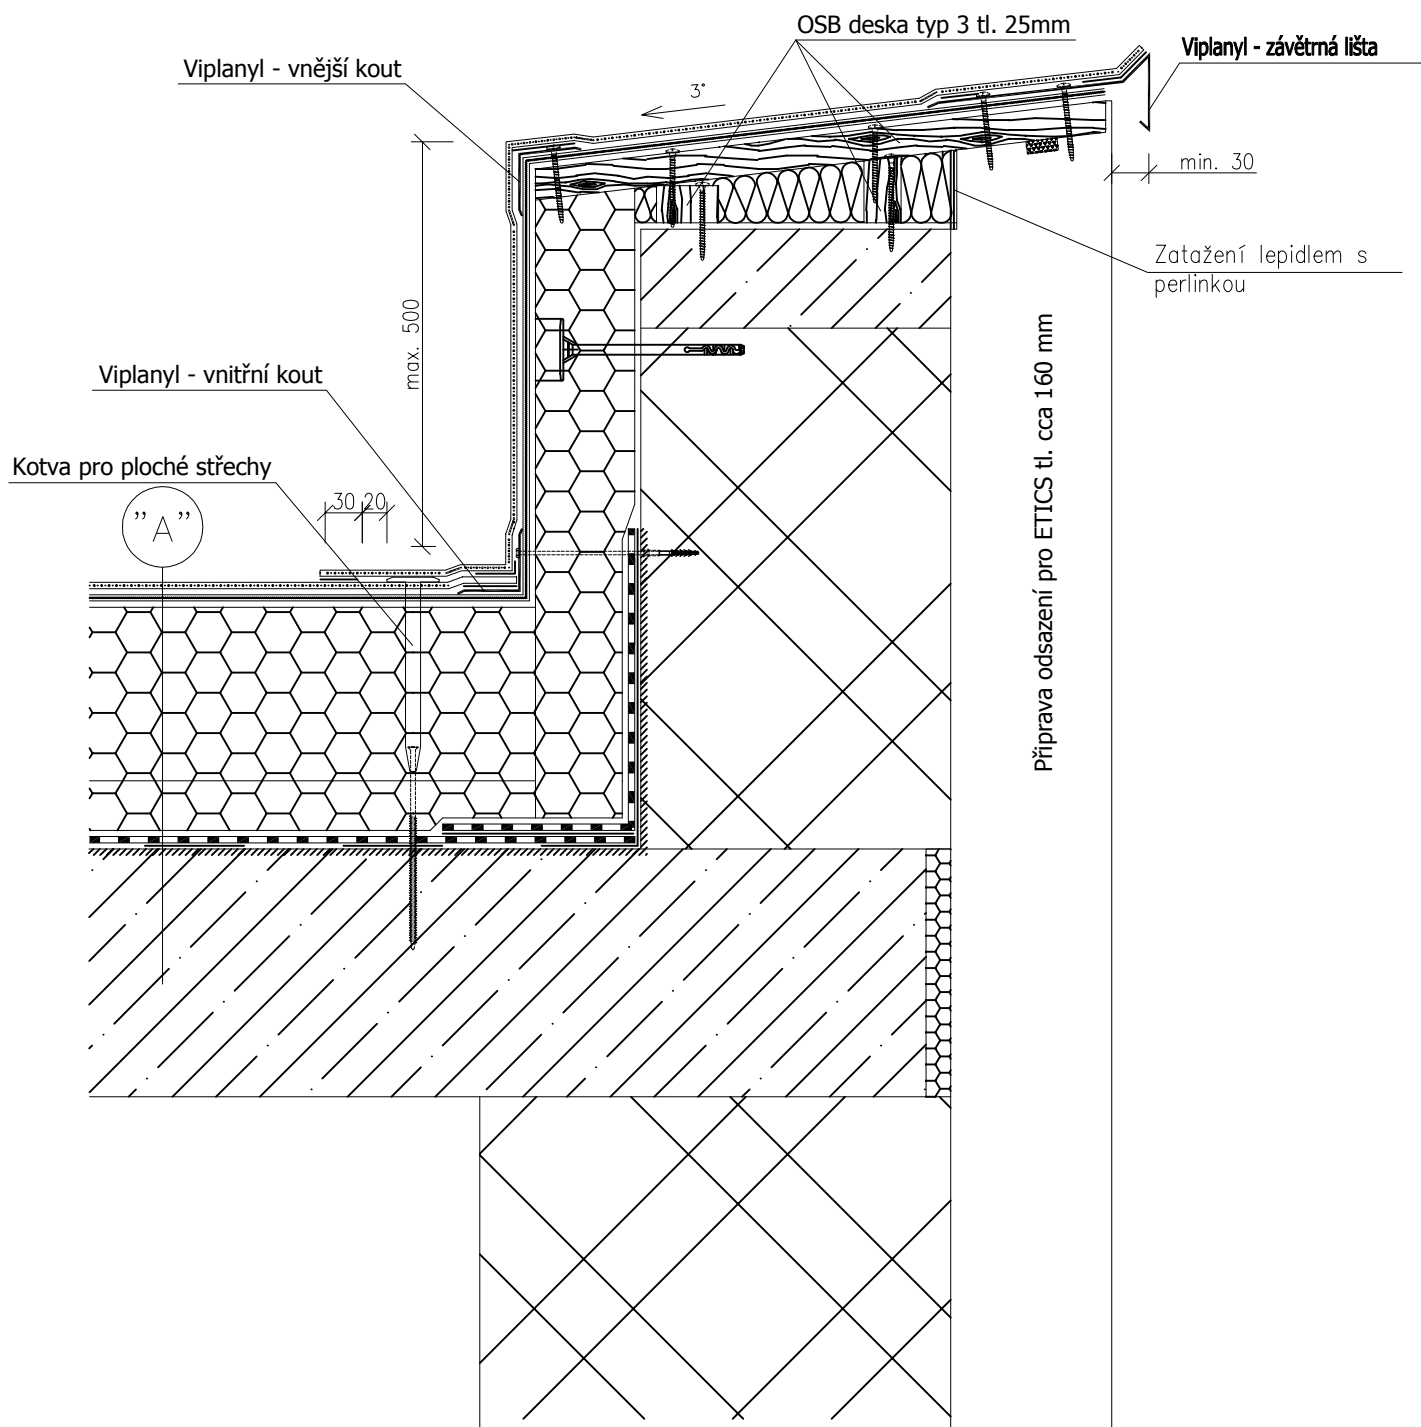 OSB deska typ 3 tl. 25mm
Viplanyl - závětrná lišta
Viplanyl - vnější kout
3°
min. 30
Zatažení lepidlem s
perlinkou
max. 500
Viplanyl - vnitřní kout
Kotva pro ploché střechy
30 20
"A"
Příprava odsazení pro ETICS tl. cca 160 mm